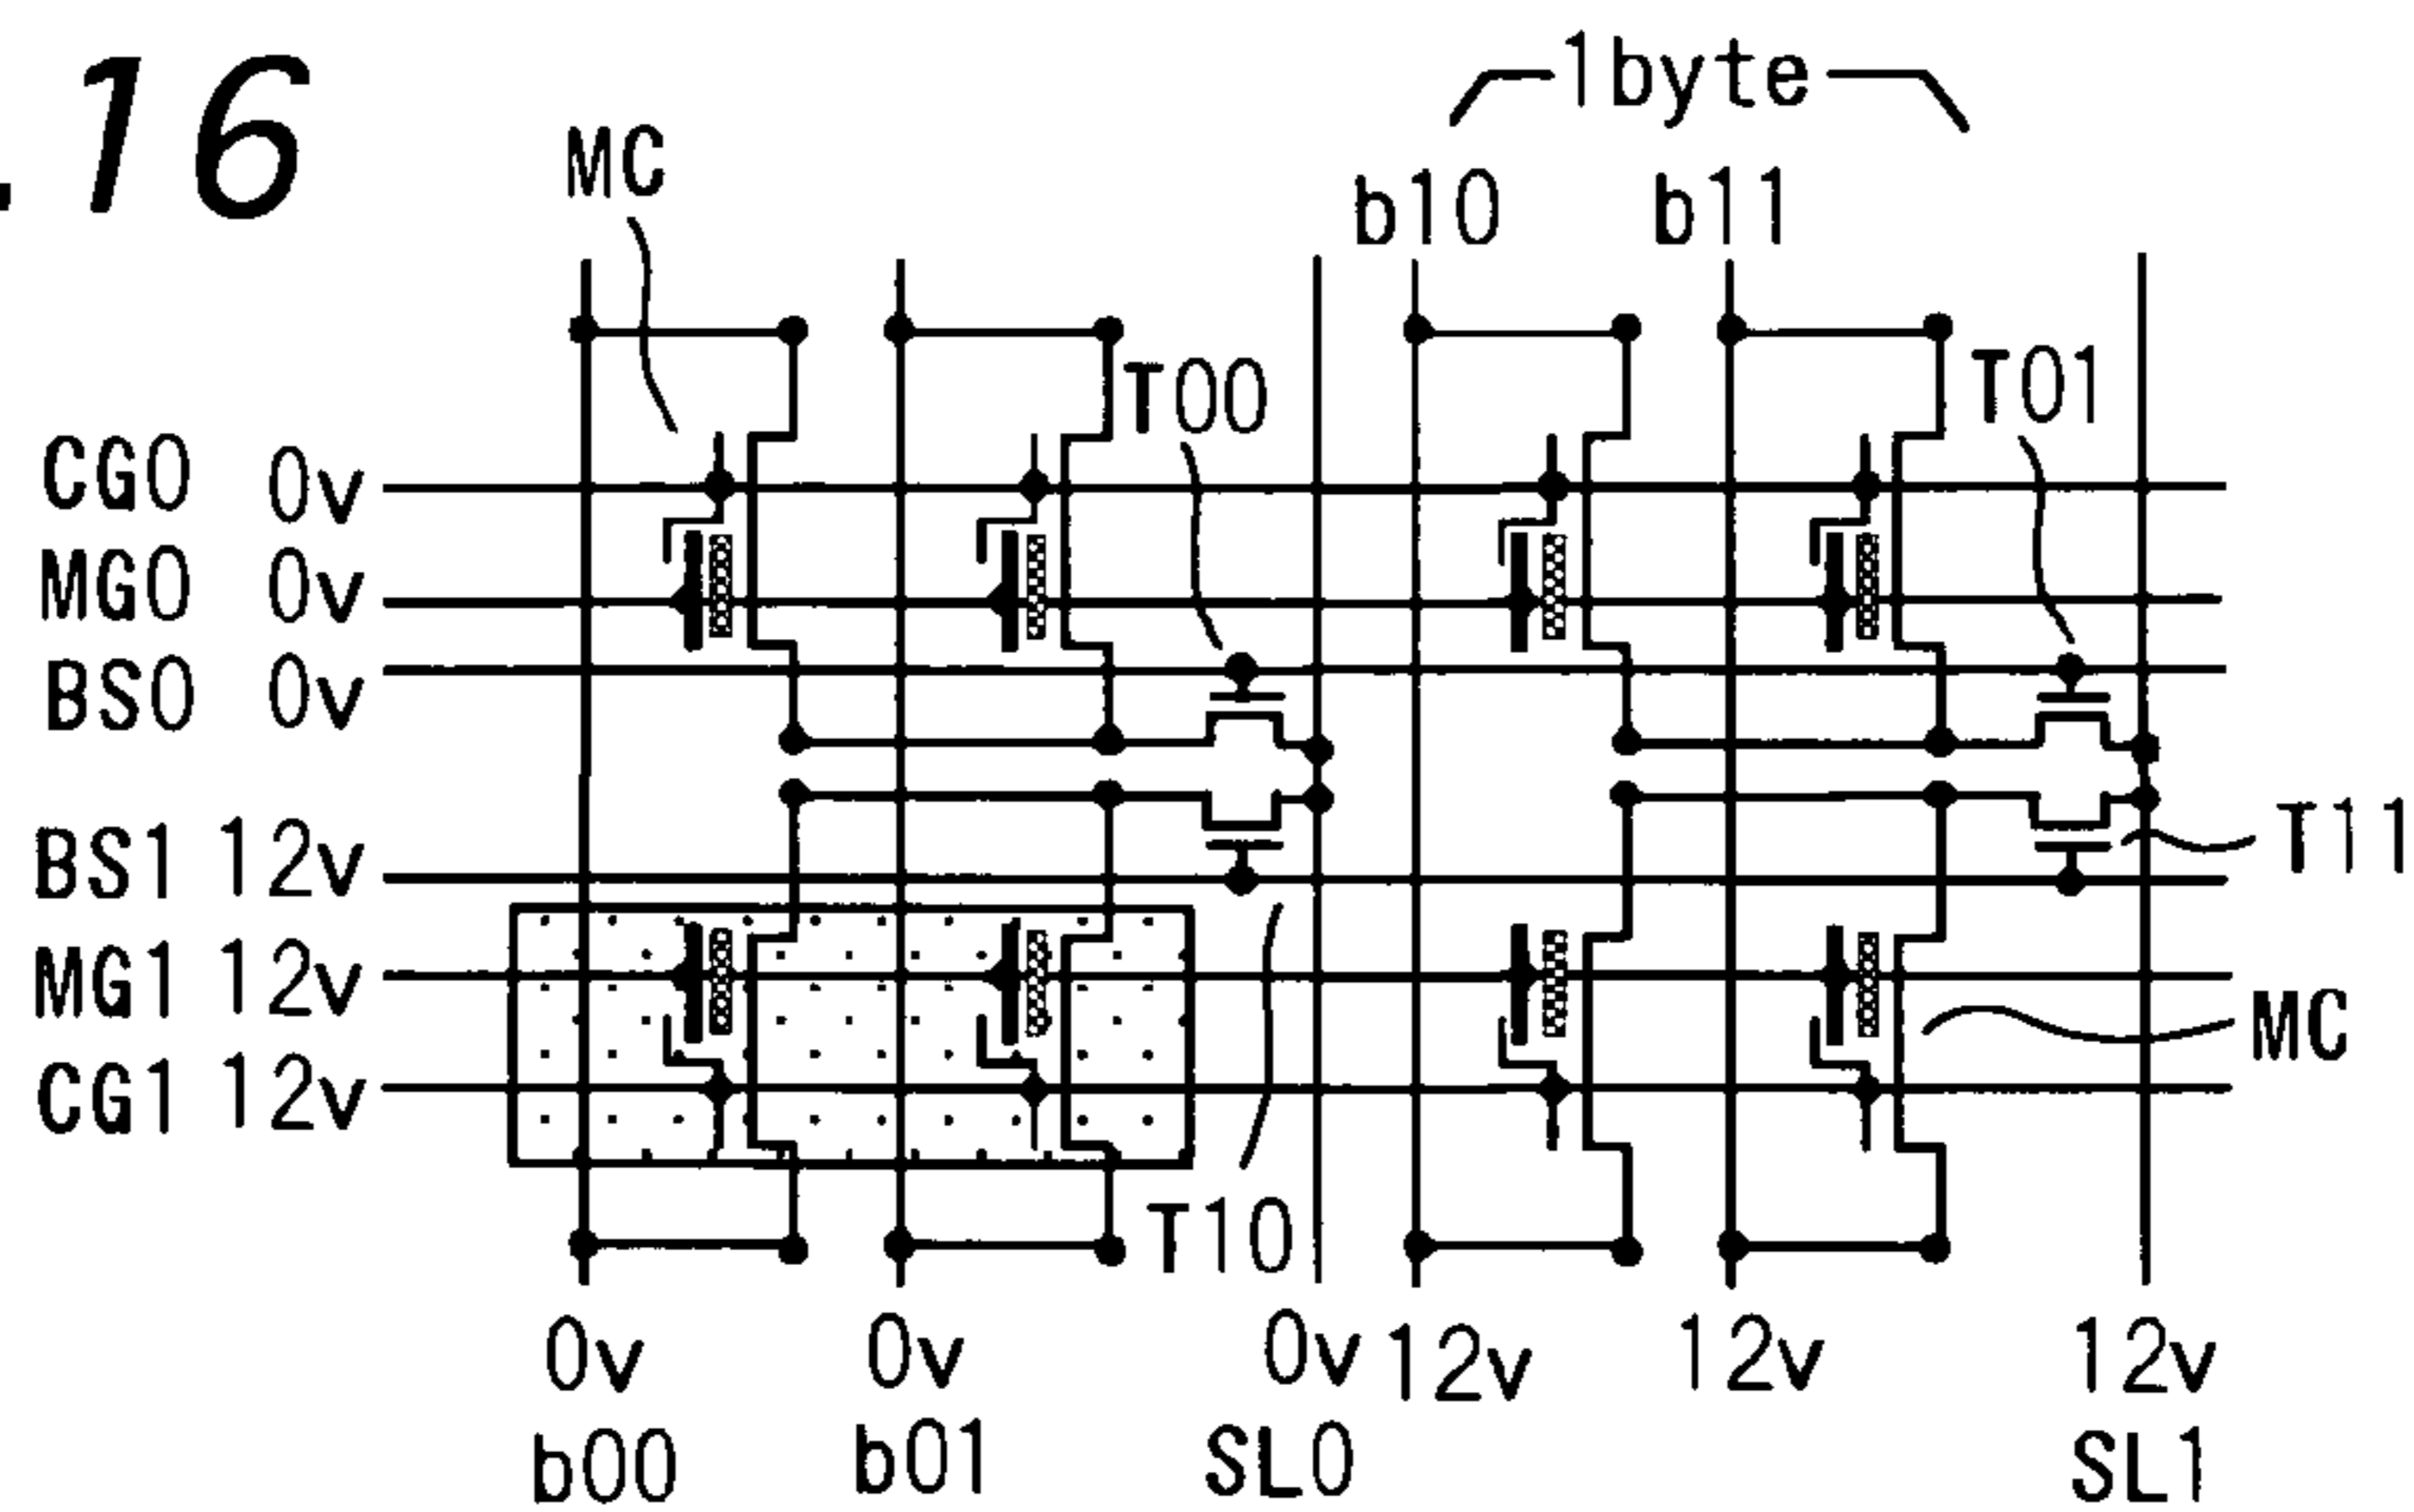 .16
1byte
MC
b10 b11
T00 T01
CG0 0v
MG0 0v
BS0 0v
BS1 12v
T11
MG1 12v
MC
CG1 12v
T10
0v 0v 0v 12v 12v 12v
b00 b01 SL0 SL1